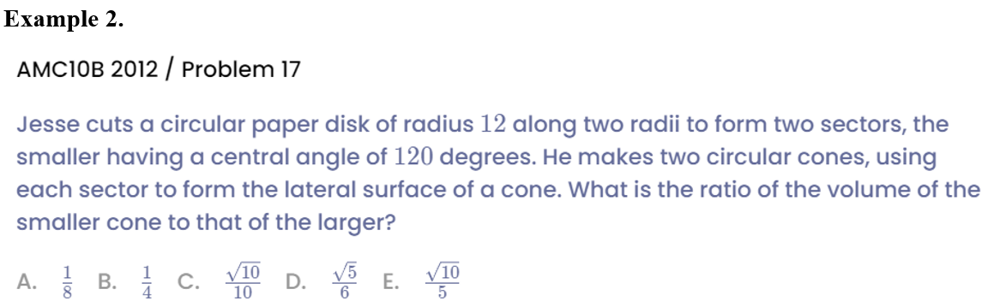 Example 2.
AMC10B 2012 / Problem 17
Jesse cuts a circular paper disk of radius 12 along two radii to form two sectors, the
smaller having a central angle of 120 degrees. He makes two circular cones, using
each sector to form the lateral surface of a cone. What is the ratio of the volume of the
smaller cone to that of the larger?
A. $\frac{1}{8}$ B. $\frac{1}{4}$ C. $\frac{\sqrt{10}}{10}$ D. $\frac{\sqrt{5}}{6}$ E. $\frac{\sqrt{10}}{5}$